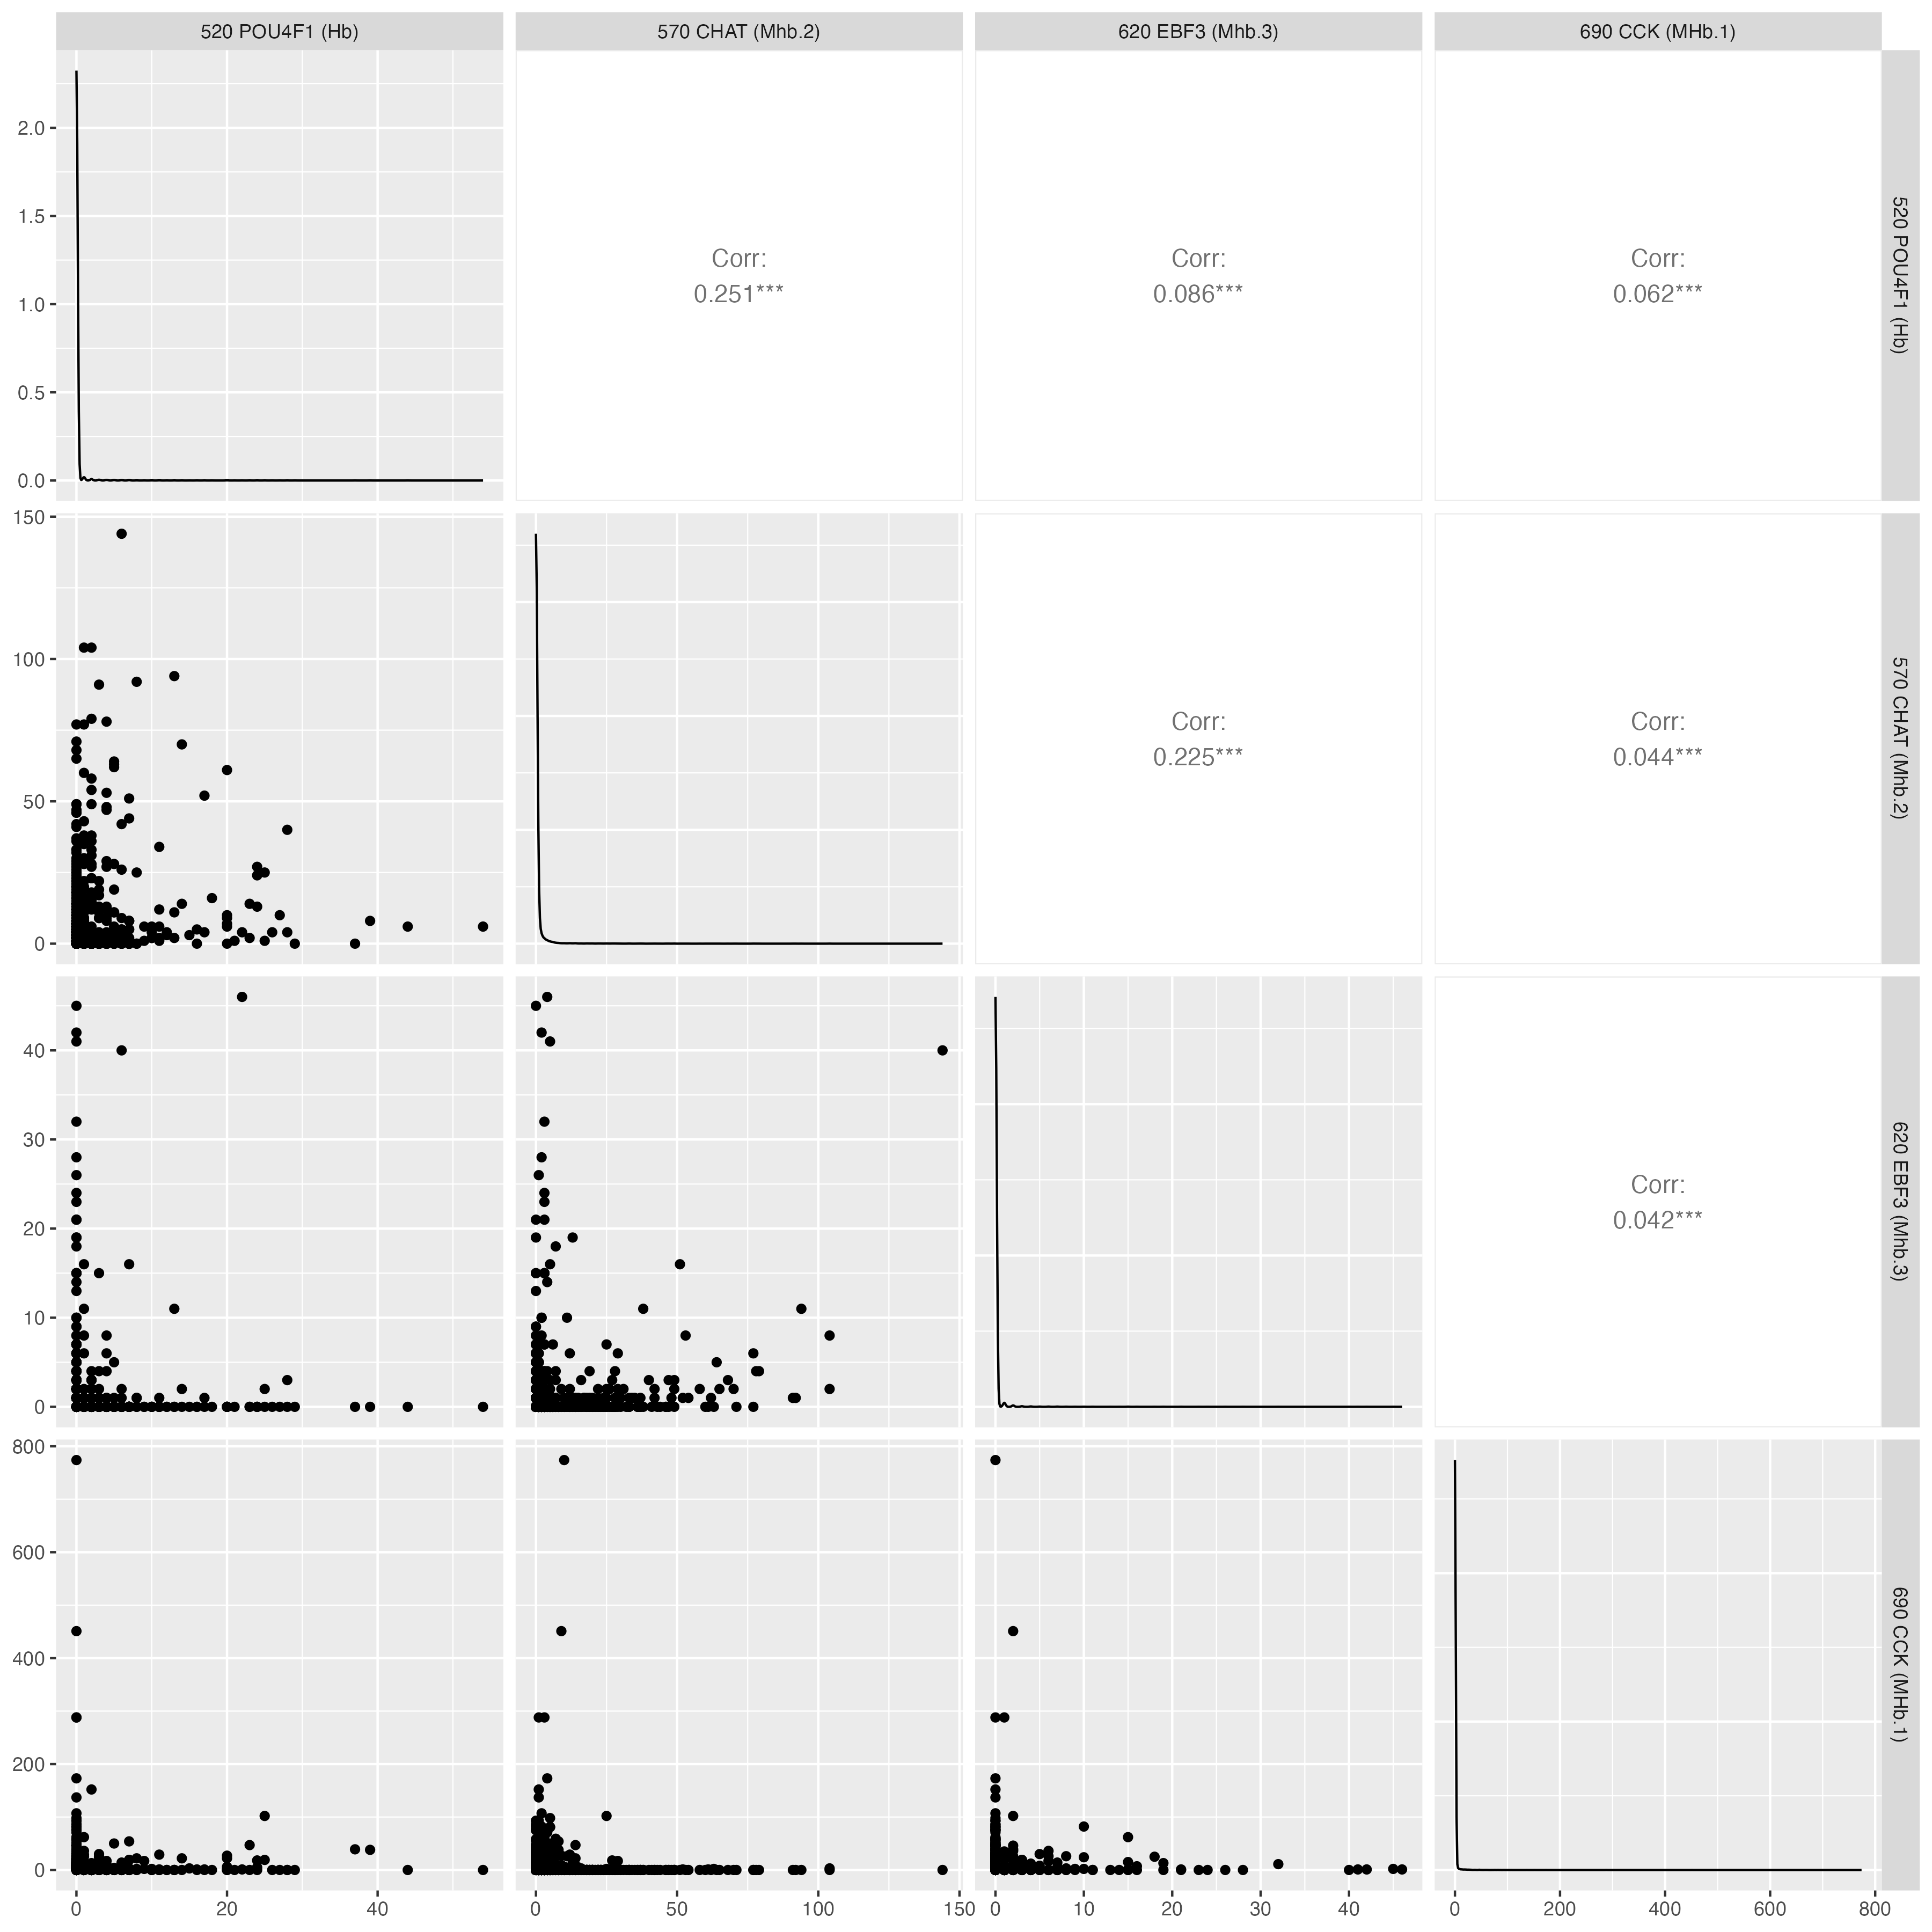 520 POU4F1 (Hb)
570 CHAT (Mhb.2)
620 EBF3 (Mhb.3)
690 CCK (MHb.1)
2.0
1.5
1.0
0.5
0.0
Corr:
0.251***
Corr:
0.086***
Corr:
0.062***
520 POU4F1 (Hb)
150
100
50
0
Corr:
0.225***
Corr:
0.044***
570 CHAT (Mhb.2)
40
30
20
10
0
Corr:
0.042***
620 EBF3 (Mhb.3)
800
600
400
200
0
690 CCK (MHb.1)
0 20 40
0 50 100 150
0 10 20 30 40
0 200 400 600 800